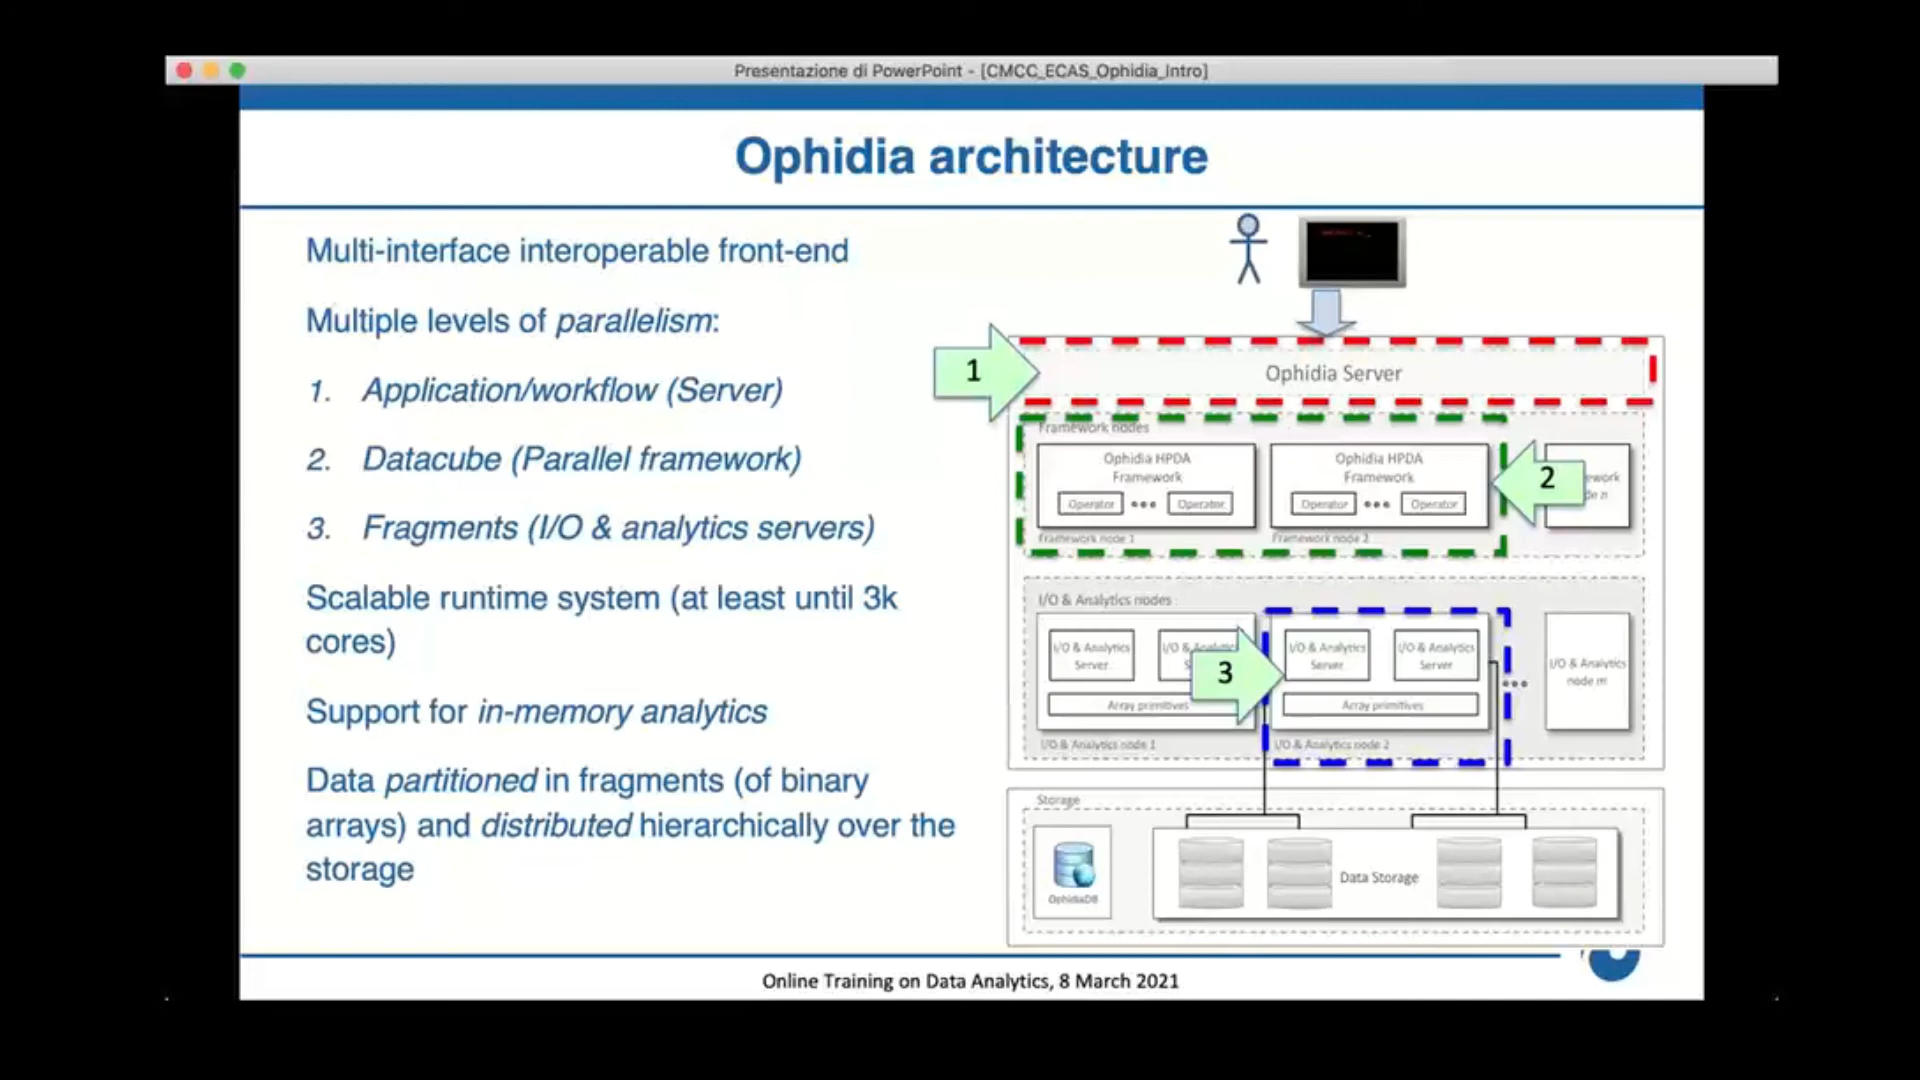 Presentazione di PowerPoint - [CMCC_ECAS_Ophidia_Intro]
Ophidia architecture
Multi-interface interoperable front-end
Multiple levels of parallelism:
1. Application/workflow (Server)
2. Datacube (Parallel framework)
3. Fragments (I/O & analytics servers)
Scalable runtime system (at least until 3k
cores)
Support for in-memory analytics
Data partitioned in fragments (of binary
arrays) and distributed hierarchically over the
storage
1
Ophidia Server
Framework nodes
Ophidia HPDA
Framework
Operator
Operator
Framework node 1
Ophidia HPDA
Framework
Operator
Operator
Framework node 2
2
I/O & Analytics nodes
I/O & Analytics
Server
Array primitives
I/O & Analytics node 1
3
I/O & Analytics
Server
I/O & Analytics
Server
Array primitives
I/O & Analytics node 2
I/O & Analytics
node m
Storage
OphidiaDB
Data Storage
Online Training on Data Analytics, 8 March 2021